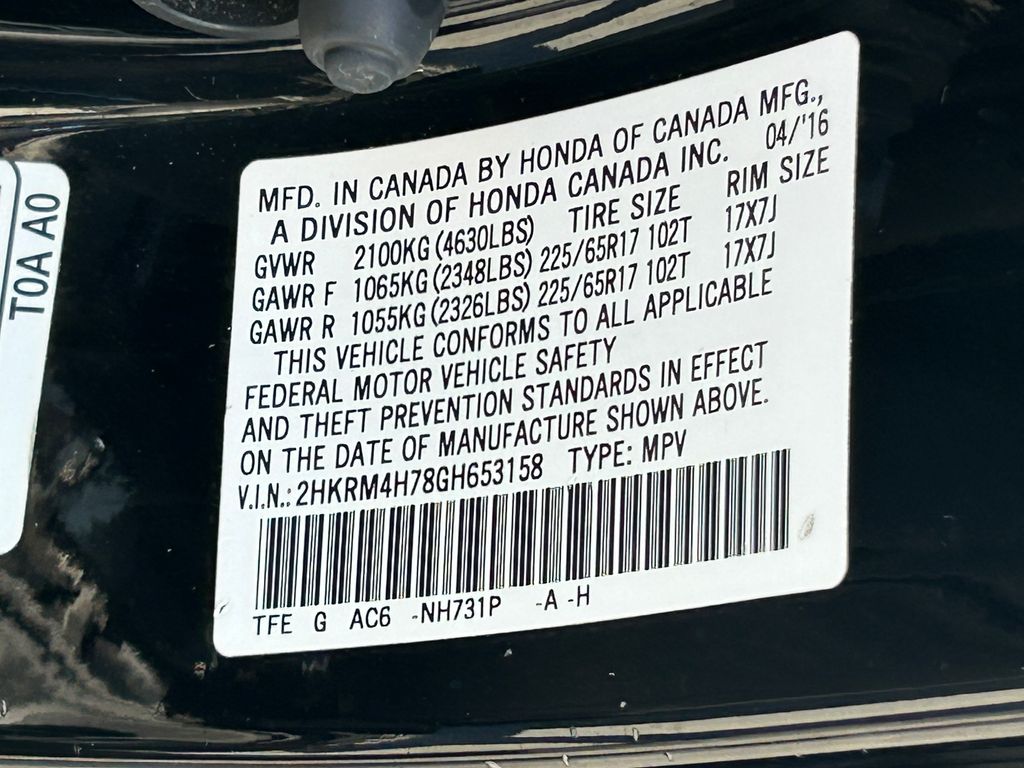 T0A A0
MFD. IN CANADA BY HONDA OF CANADA MFG.,
A DIVISION OF HONDA CANADA INC. 04/'16
GVWR 2100KG (4630LBS) TIRE SIZE RIM SIZE
GAWR F 1065KG (2348LBS) 225/65R17 102T 17X7J
GAWR R 1055KG (2326LBS) 225/65R17 102T 17X7J
THIS VEHICLE CONFORMS TO ALL APPLICABLE
FEDERAL MOTOR VEHICLE SAFETY
AND THEFT PREVENTION STANDARDS IN EFFECT
ON THE DATE OF MANUFACTURE SHOWN ABOVE.
V.I.N.: 2HKRM4H78GH653158 TYPE: MPV
TFE G AC6 -NH731P -A -H